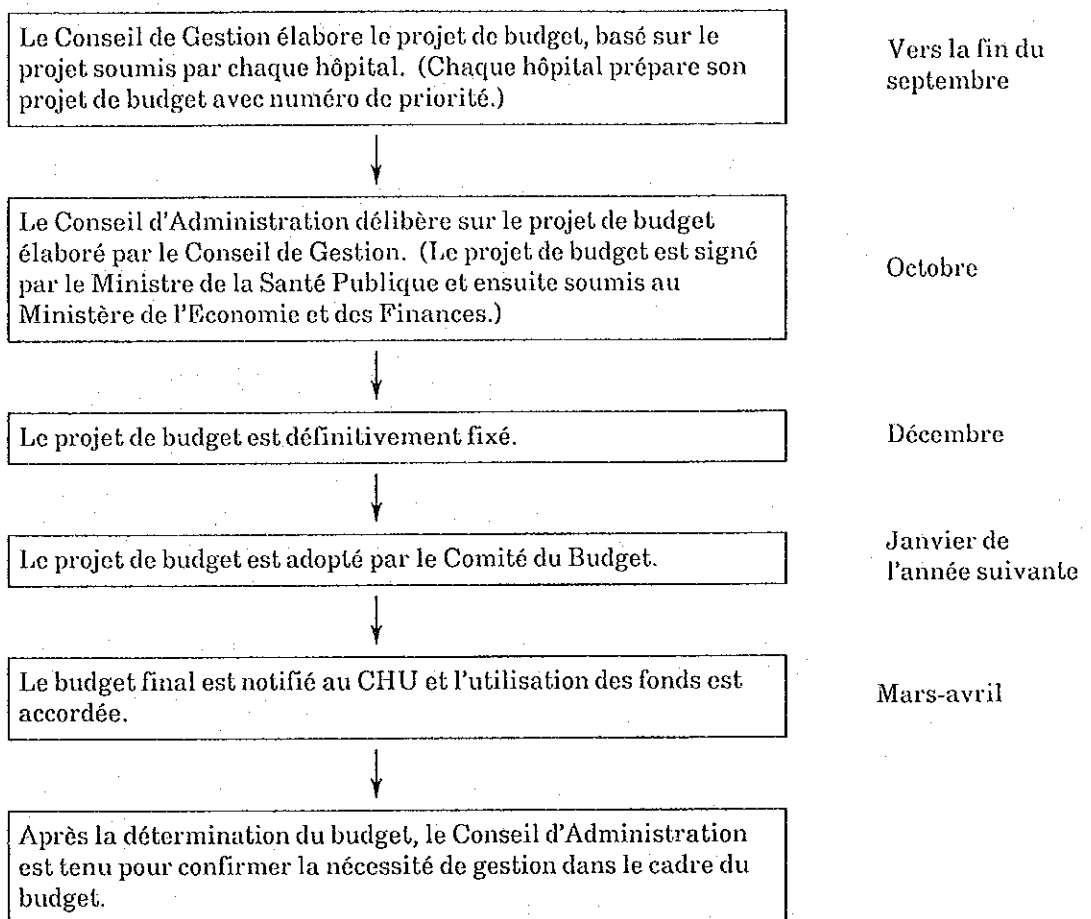 Le Conseil de Gestion élabore le projet de budget, basé sur le
projet soumis par chaque hôpital. (Chaque hôpital prépare son
projet de budget avec numéro de priorité.)
Vers la fin du
septembre
Le Conseil d'Administration délibère sur le projet de budget
élaboré par le Conseil de Gestion. (Le projet de budget est signé
par le Ministre de la Santé Publique et ensuite soumis au
Ministère de l'Economie et des Finances.)
Octobre
Le projet de budget est définitivement fixé.
Décembre
Le projet de budget est adopté par le Comité du Budget.
Janvier de
l'année suivante
Le budget final est notifié au CHU et l'utilisation des fonds est
accordée.
Mars-avril
Après la détermination du budget, le Conseil d'Administration
est tenu pour confirmer la nécessité de gestion dans le cadre du
budget.